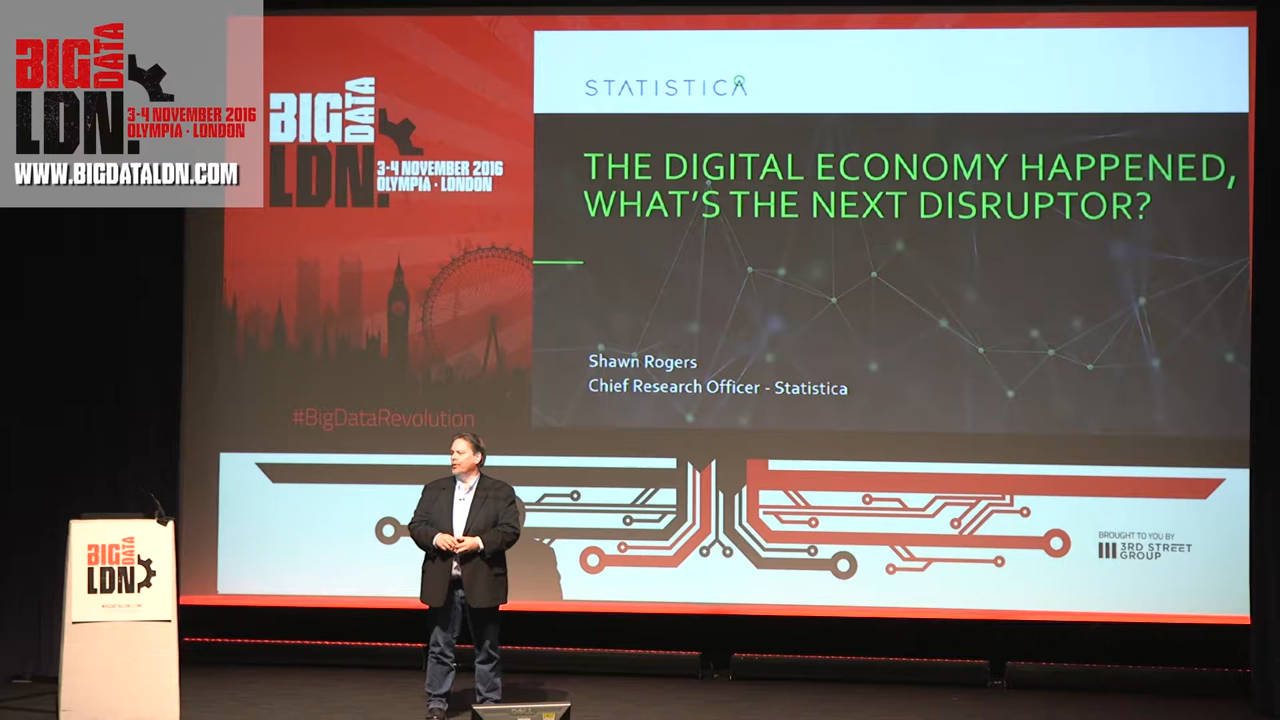 BIG DATA
LDN.
3-4 NOVEMBER 2016
OLYMPIA · LONDON
WWW.BIGDATALDN.COM
BIG DATA
LDN.
3-4 NOVEMBER 2016
OLYMPIA · LONDON
#BigDataRevolution
STATISTICA
THE DIGITAL ECONOMY HAPPENED,
WHAT'S THE NEXT DISRUPTOR?
Shawn Rogers
Chief Research Officer - Statistica
BROUGHT TO YOU BY
3RD STREET
GROUP
BIG DATA
LDN
DELL